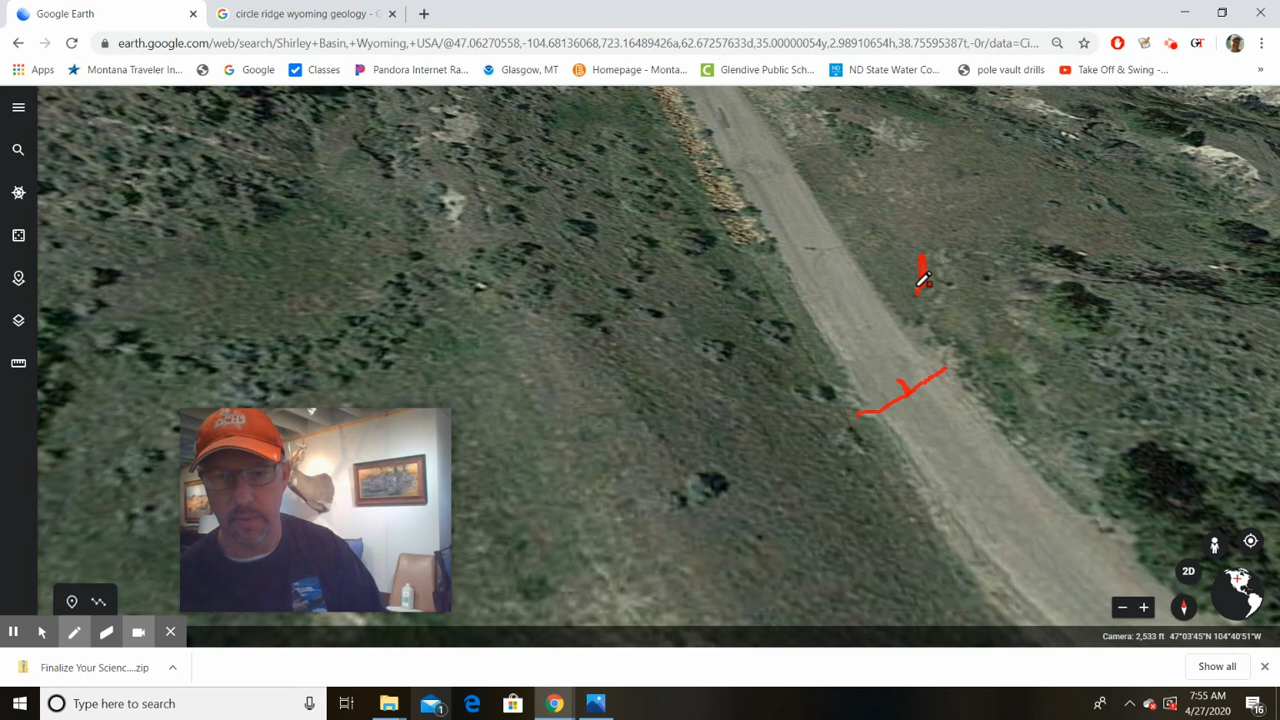 Google Earth
circle ridge wyoming geology - G
earth.google.com/web/search/Shirley+Basin,+Wyoming,+USA/@47.06270558,-104.68136068,723.16489426a,62.67257633d,35.00000054y,2.98910654h,38.75595387t,-0r/data=Ci...
Apps
Montana Traveler In...
Google
Classes
Pandora Internet Ra...
Glasgow, MT
Homepage - Monta...
Glendive Public Sch...
ND State Water Co...
pole vault drills
Take Off & Swing -...
»
2D
Camera: 2,533 ft 47°03'45"N 104°40'51"W
Finalize Your Scienc....zip
Show all
Type here to search
1
7:55 AM
4/27/2020
16